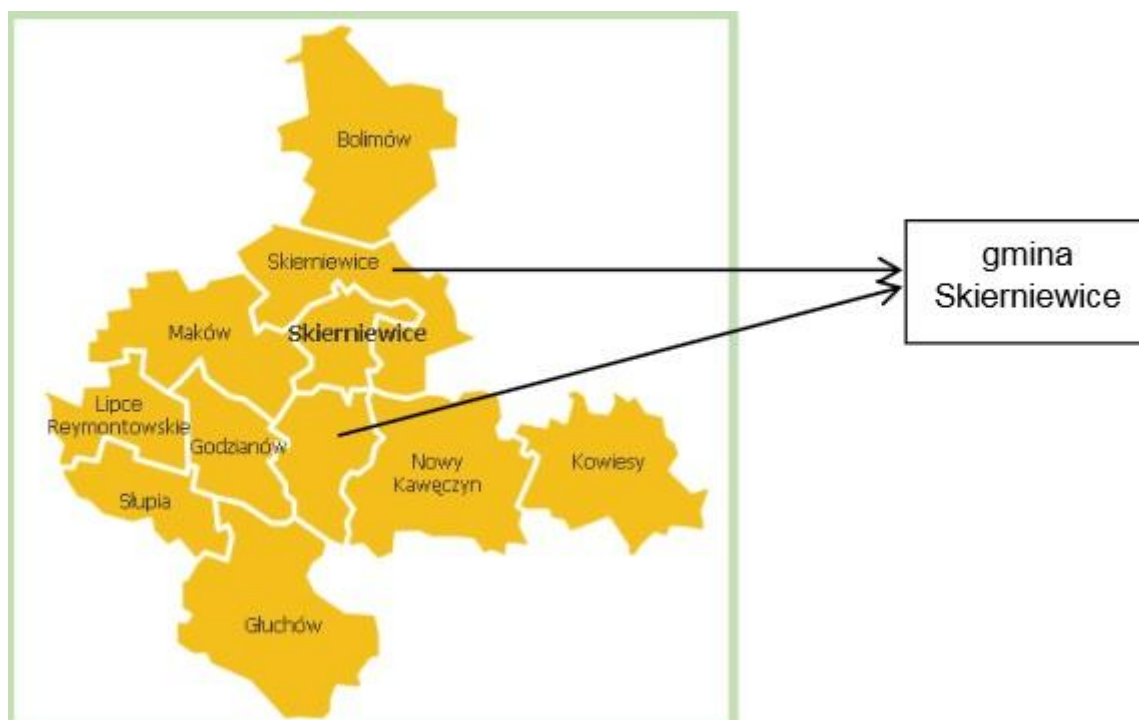 Bolimów
Skierniewice
gmina
Skierniewice
Maków
Skierniewice
Lipce
Reymontowskie
Godzianów
Nowy
Kawęczyn
Kowiesy
Słupia
Głuchów